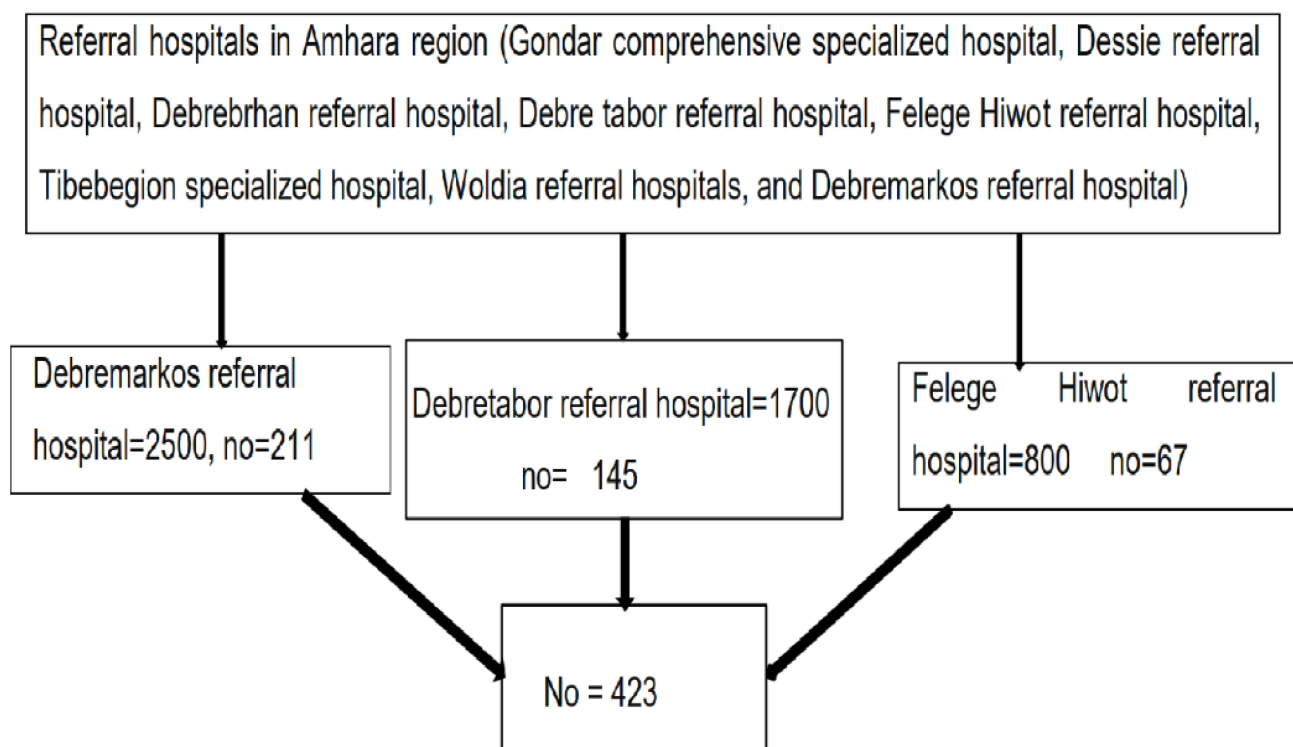 Referral hospitals in Amhara region (Gondar comprehensive specialized hospital, Dessie referral
hospital, Debrebrhan referral hospital, Debre tabor referral hospital, Felege Hiwot referral hospital,
Tibebegion specialized hospital, Woldia referral hospitals, and Debremarkos referral hospital)
Debremarkos referral
hospital=2500, no=211
Debretabor referral hospital=1700
no= 145
Felege Hiwot referral
hospital=800 no=67
No = 423